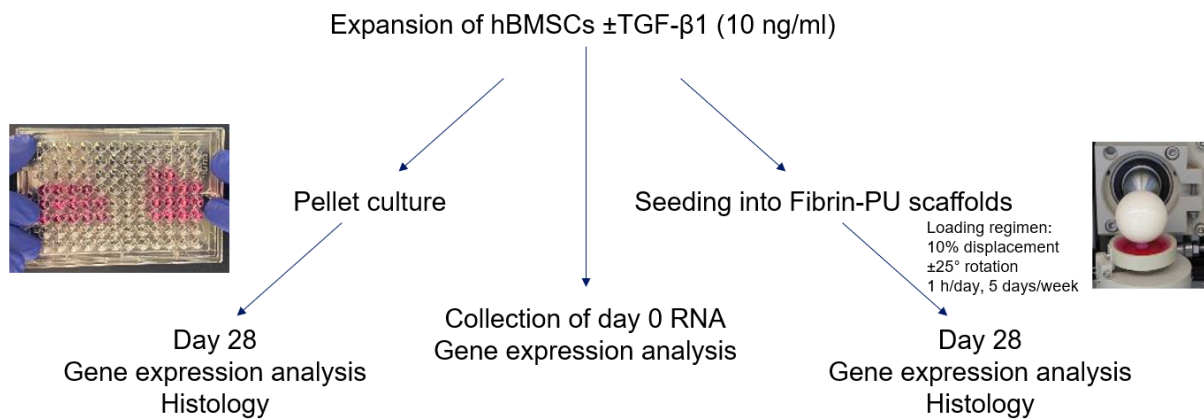 Expansion of hBMSCs ±TGF-β1 (10 ng/ml)
Pellet culture
Seeding into Fibrin-PU scaffolds
Loading regimen:
10% displacement
±25° rotation
1 h/day, 5 days/week
Collection of day 0 RNA
Gene expression analysis
Day 28
Gene expression analysis
Histology
Day 28
Gene expression analysis
Histology